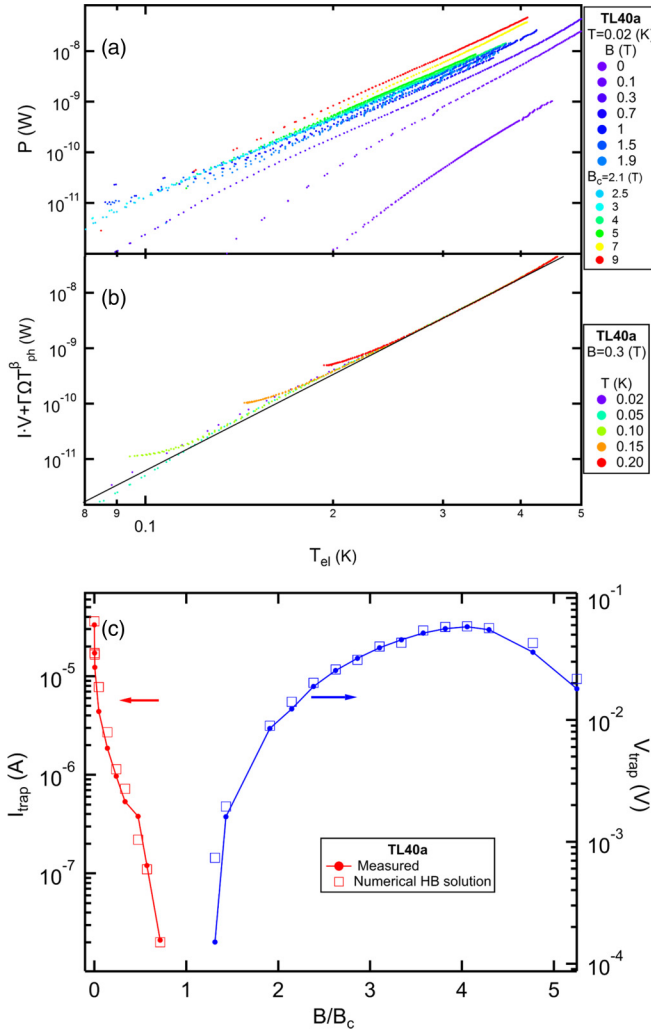 (a)
P (W)
10⁻⁸
10⁻⁹
10⁻¹⁰
10⁻¹¹
TL40a
T=0.02 (K)
B (T)
0
0.1
0.3
0.7
1
1.5
1.9
B_c=2.1 (T)
2.5
3
4
5
7
9
(b)
I·V+ΓΩT_ph^β (W)
10⁻⁸
10⁻⁹
10⁻¹⁰
10⁻¹¹
8 9 2 3 4 5
0.1
T_el (K)
TL40a
B=0.3 (T)
T (K)
0.02
0.05
0.10
0.15
0.20
(c)
I_trap (A)
10⁻⁵
10⁻⁶
10⁻⁷
10⁻¹
10⁻²
10⁻³
10⁻⁴
V_trap (V)
TL40a
Measured
Numerical HB solution
0 1 2 3 4 5
B/B_c